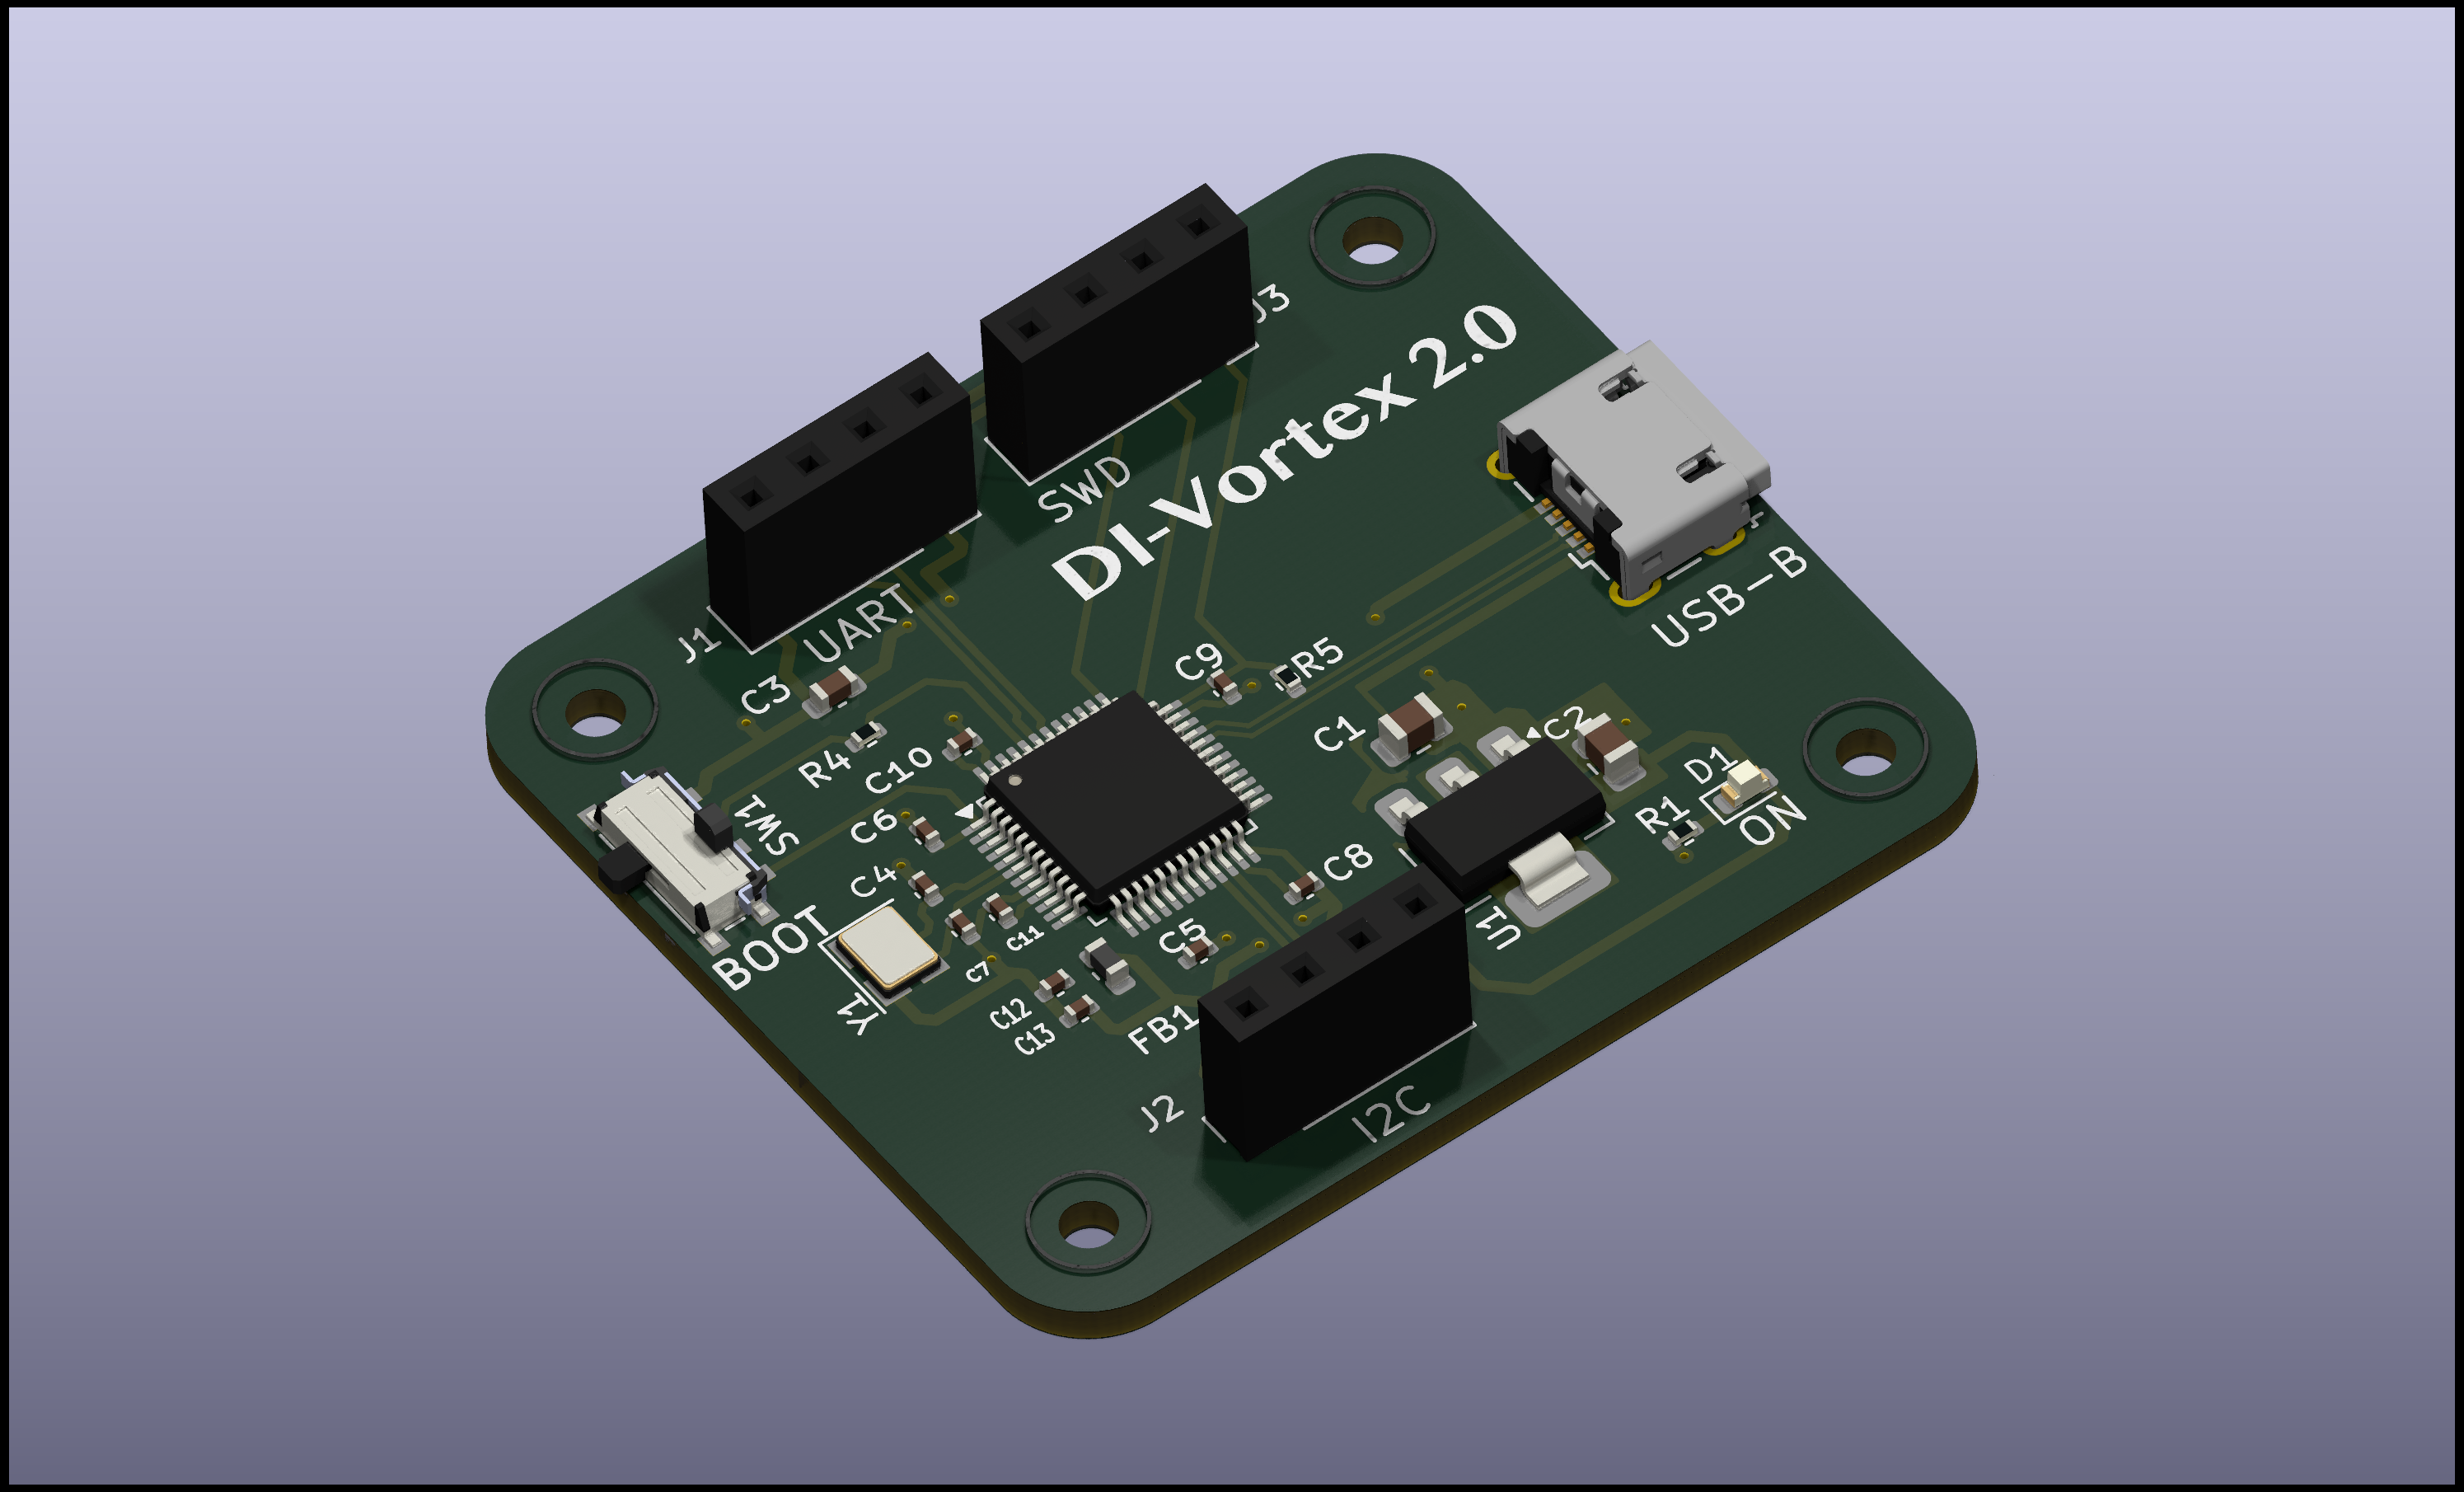 J3
SWD
DI-Vortex 2.0
J1
UART
USB-B
C3
C9
R5
R4
C10
C1
C2
D1
R1
ON
SW1
C6
C4
C8
BOOT
C11
C5
U1
C7
Y1
C12
C13
FB1
J2
I2C